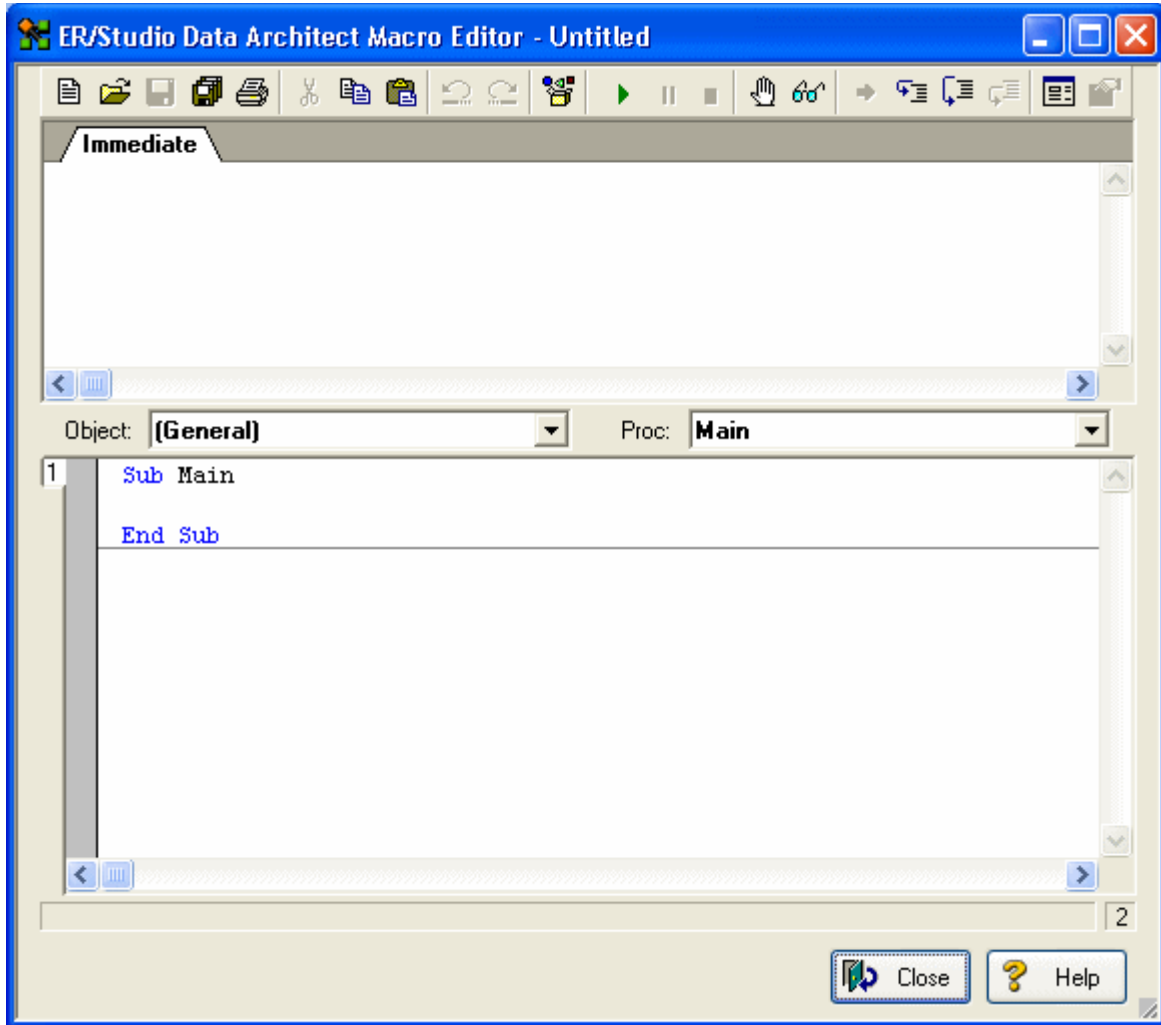 ER/Studio Data Architect Macro Editor - Untitled
Immediate
Object: (General) Proc: Main
1
Sub Main
End Sub
2
Close Help